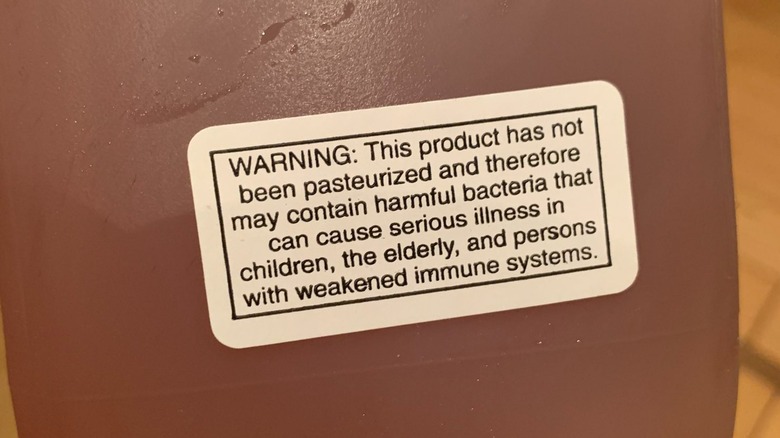 WARNING: This product has not
been pasteurized and therefore
may contain harmful bacteria that
can cause serious illness in
children, the elderly, and persons
with weakened immune systems.